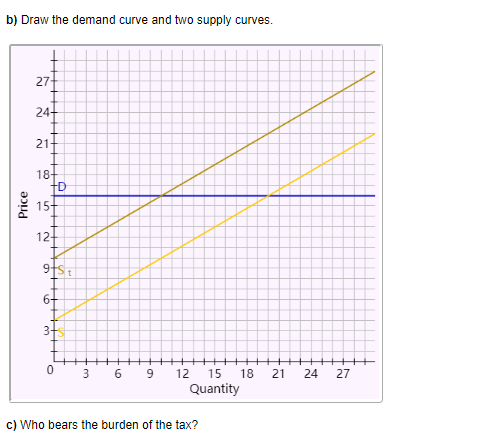 b) Draw the demand curve and two supply curves.
27
24
21
18
D
Price
15
12
9
St
6
3
S
0 3 6 9 12 15 18 21 24 27
Quantity
c) Who bears the burden of the tax?